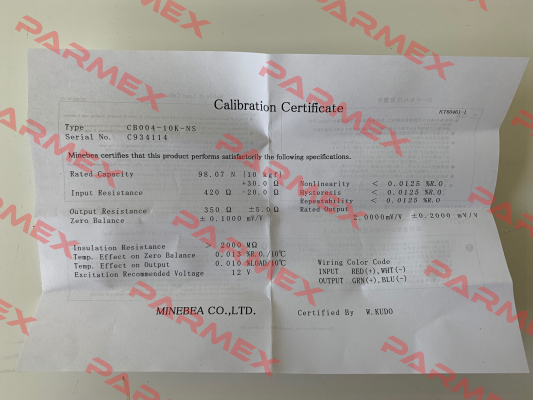 Calibration Certificate
KT80401-1
Type CB004-10K-NS
Serial No. C934114
Minebea certifies that this product performs satisfactorily the following specifications.
Rated Capacity 98.07 N (10 kgf)
Input Resistance 420 Ω +30.0 Ω -20.0 Ω
Output Resistance 350 Ω ±5.0 Ω
Zero Balance ± 0.1000 mV/V
Nonlinearity < 0.0125 %R.O
Hysteresis < 0.0125 %R.O
Repeatability < 0.0125 %R.O
Rated Output 2.0000mV/V ±0.2000 mV/V
Insulation Resistance > 2000 MΩ
Temp. Effect on Zero Balance 0.013 %R.O./10℃
Temp. Effect on Output 0.010 %LOAD/10℃
Excitation Recommended Voltage 12 V
Wiring Color Code
INPUT RED(+),WHT(-)
OUTPUT GRN(+),BLU(-)
MINEBEA CO.,LTD.
Certified By W.KUDO
PARMEX
PARMEX
PARMEX
PARMEX
PARMEX
PARMEX